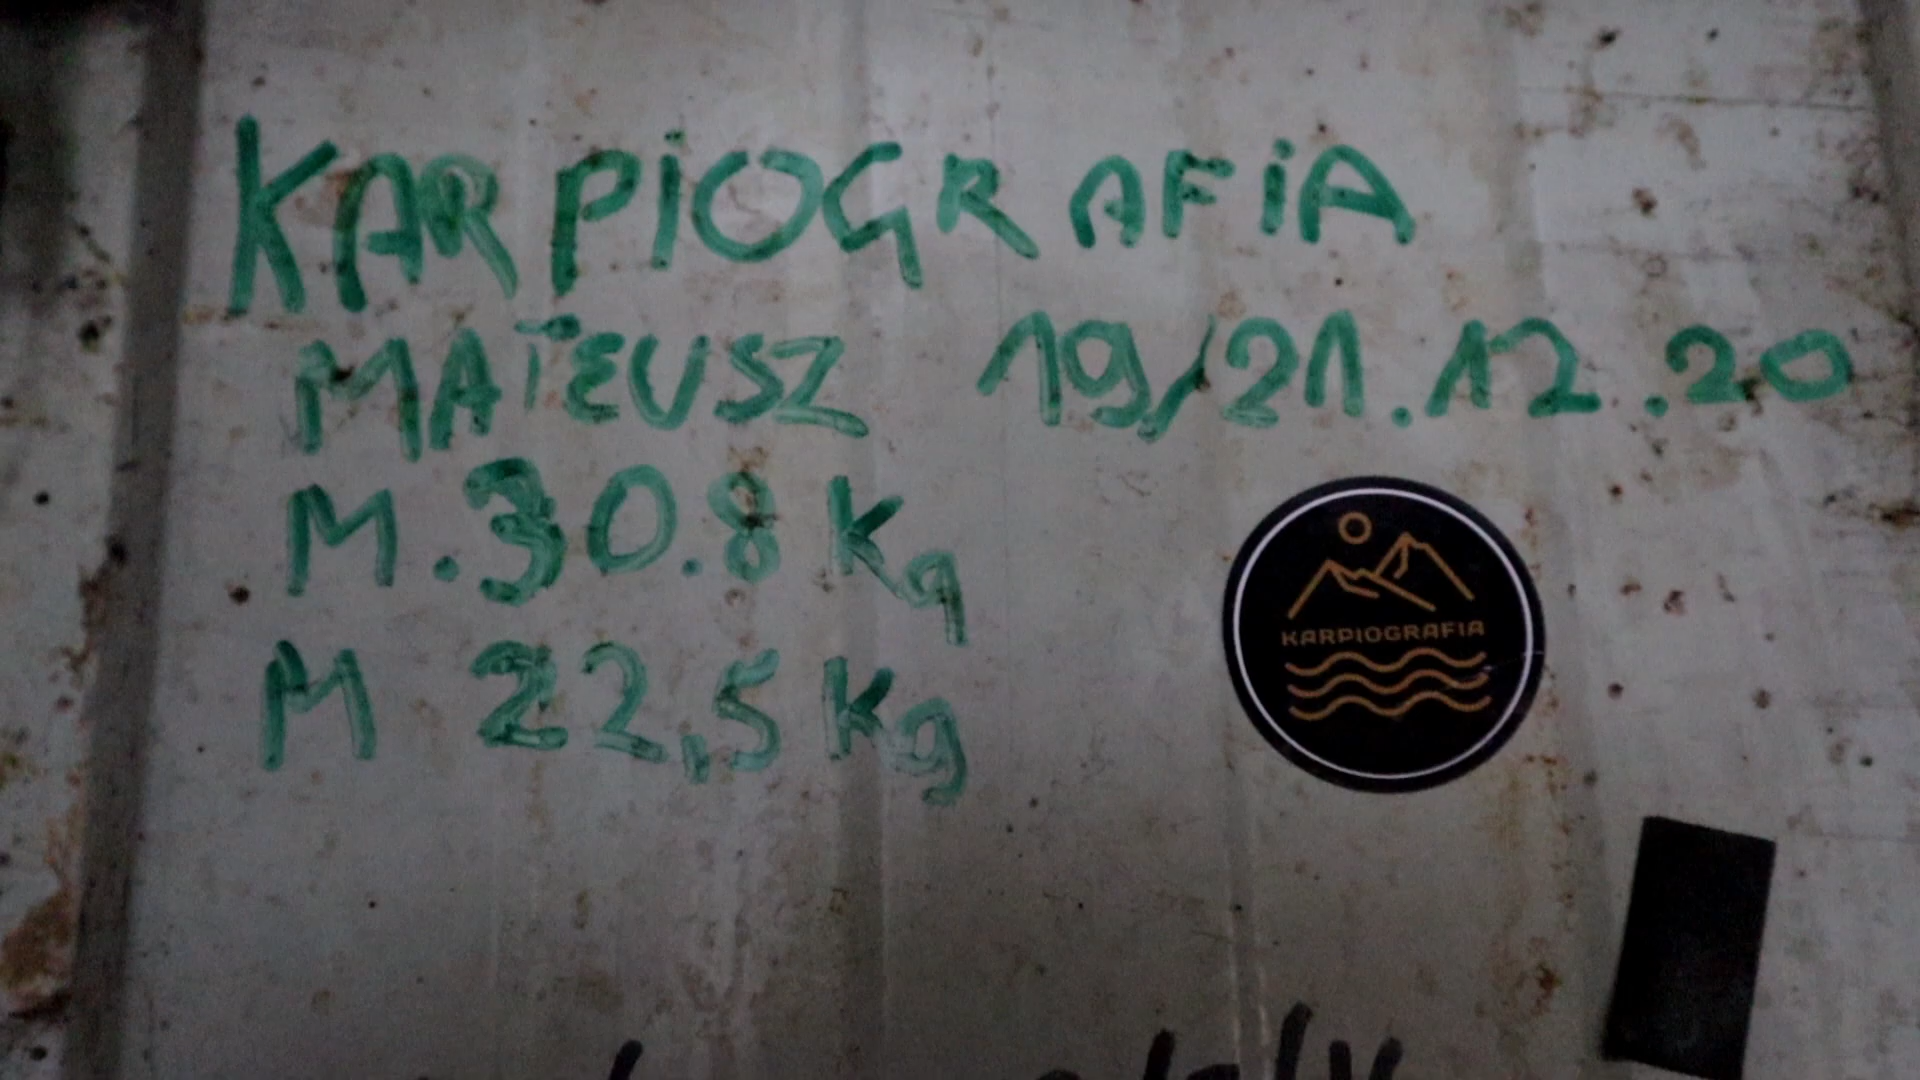 KARPiOGRAFiA
MATEUSZ 19/21.12.20
M.30.8 Kg
M 22,5 Kg
KARPIOGRAFIA